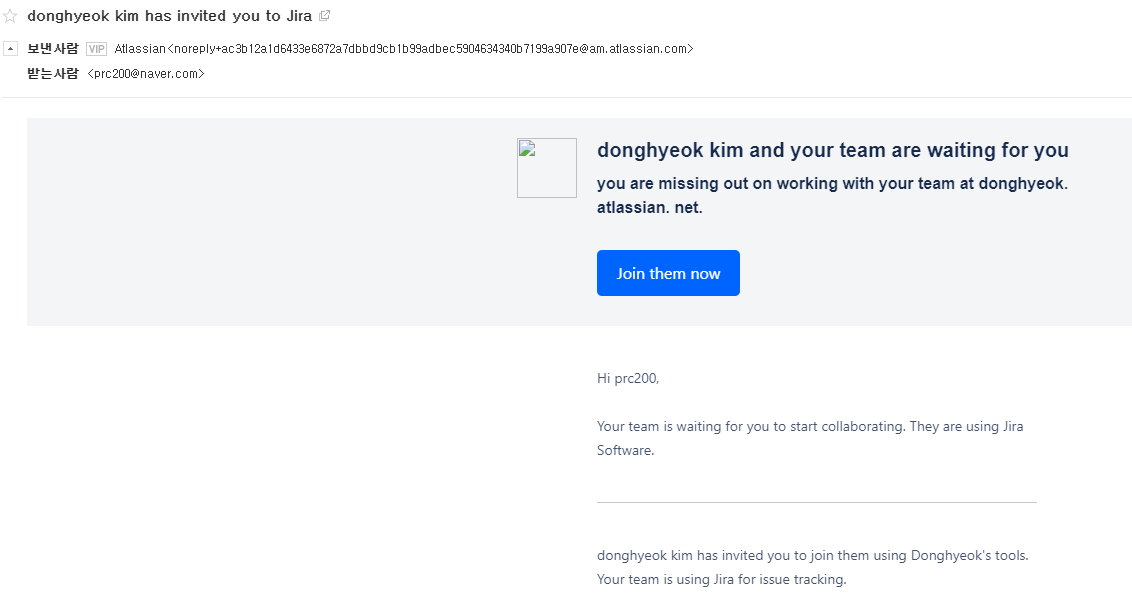 donghyeok kim has invited you to Jira
보낸사람 VIP Atlassian<noreply+ac3b12a1d6433e6872a7dbbd9cb1b99adbec5904634340b7199a907e@am.atlassian.com>
받는사람 <prc200@naver.com>
donghyeok kim and your team are waiting for you
you are missing out on working with your team at donghyeok.
atlassian. net.
Join them now
Hi prc200,
Your team is waiting for you to start collaborating. They are using Jira
Software.
donghyeok kim has invited you to join them using Donghyeok's tools.
Your team is using Jira for issue tracking.